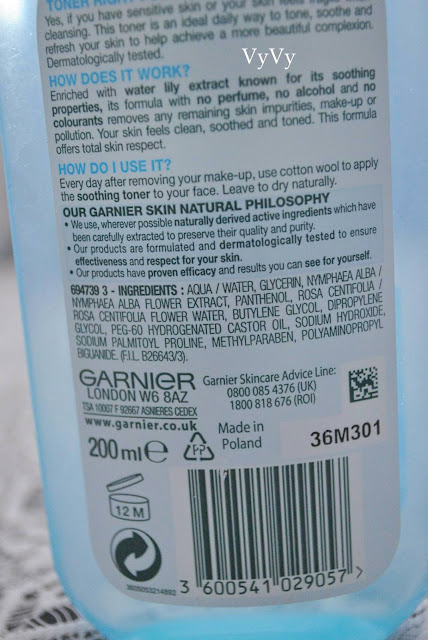 TONER RIGHT
Yes, if you have sensitive skin or your skin feels fragil
cleansing. This toner is an ideal daily way to tone, soothe and
refresh your skin to help achieve a more beautiful complexion.
Dermatologically tested.
VyVy
HOW DOES IT WORK?
Enriched with water lily extract known for its soothing
properties, its formula with no perfume, no alcohol and no
colourants removes any remaining skin impurities, make-up or
pollution. Your skin feels clean, soothed and toned. This formula
offers total skin respect.
HOW DO I USE IT?
Every day after removing your make-up, use cotton wool to apply
the soothing toner to your face. Leave to dry naturally.
OUR GARNIER SKIN NATURAL PHILOSOPHY
• We use, wherever possible naturally derived active ingredients which have
been carefully extracted to preserve their quality and purity.
• Our products are formulated and dermatologically tested to ensure
effectiveness and respect for your skin.
• Our products have proven efficacy and results you can see for yourself.
694739 3 - INGREDIENTS : AQUA / WATER, GLYCERIN, NYMPHAEA ALBA /
NYMPHAEA ALBA FLOWER EXTRACT, PANTHENOL, ROSA CENTIFOLIA /
ROSA CENTIFOLIA FLOWER WATER, BUTYLENE GLYCOL, DIPROPYLENE
GLYCOL, PEG-60 HYDROGENATED CASTOR OIL, SODIUM HYDROXIDE,
SODIUM PALMITOYL PROLINE, METHYLPARABEN, POLYAMINOPROPYL
BIGUANIDE. (F.I.L. B26643/3).
GARNIER
LONDON W6 8AZ
TSA 10007 F 92667 ASNIERES CEDEX
www.garnier.co.uk
Garnier Skincare Advice Line:
0800 085 4376 (UK)
1800 818 676 (ROI)
200 ml e
PP
Made in
Poland
36M301
12 M
3 600541 029057 >